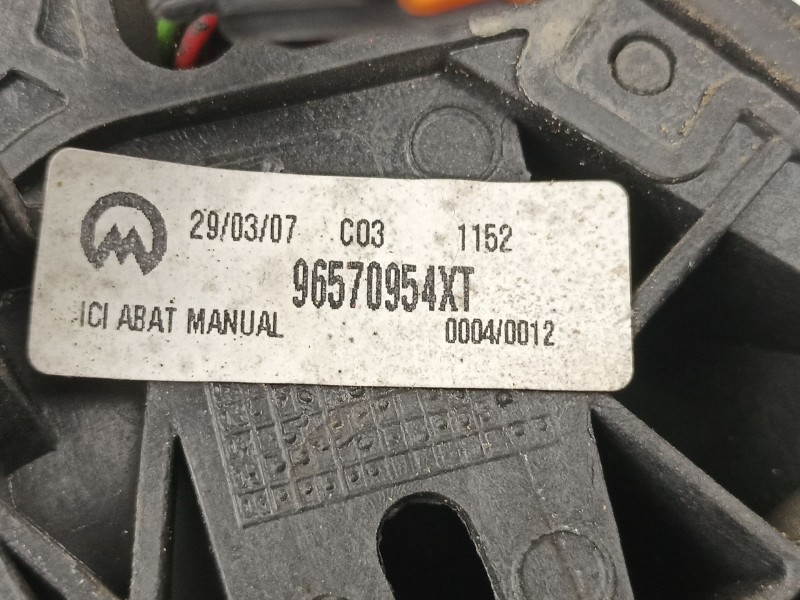 29/03/07 C03 1152
96570954XT
ICI ABAT MANUAL 0004/0012